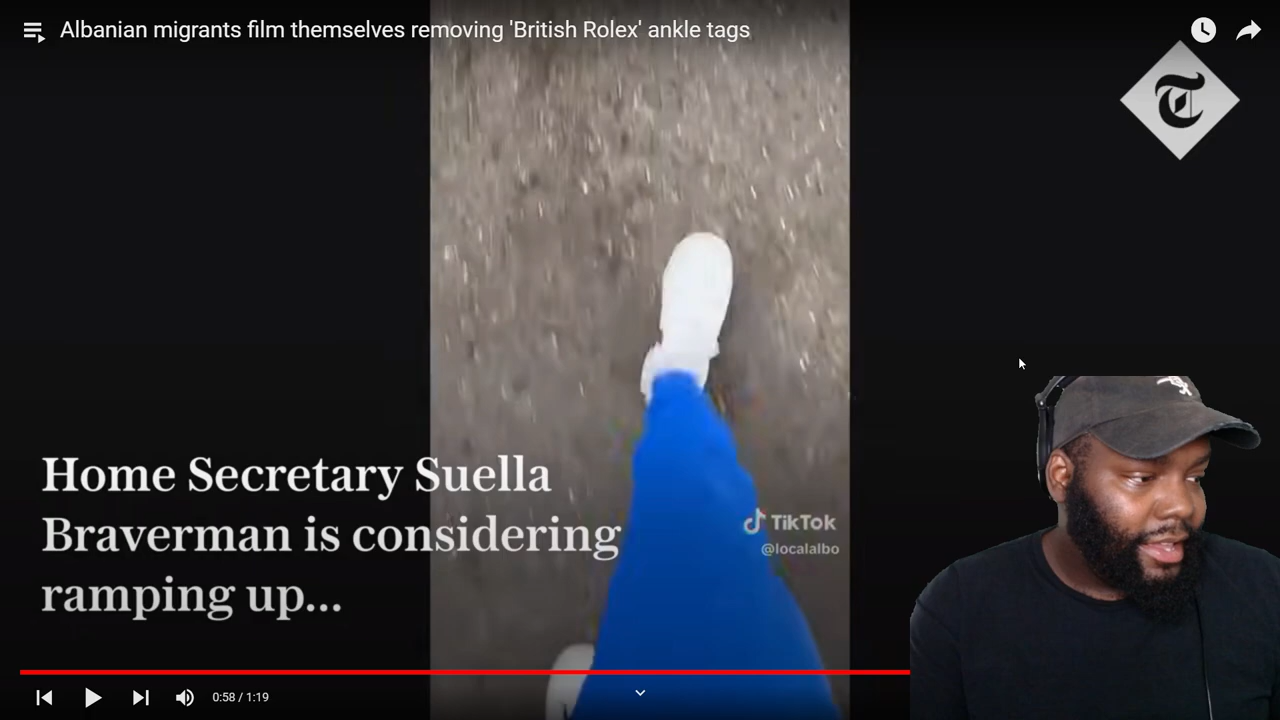 Albanian migrants film themselves removing 'British Rolex' ankle tags
T
Home Secretary Suella
Braverman is considering
ramping up...
TikTok
@localalbo
0:58 / 1:19